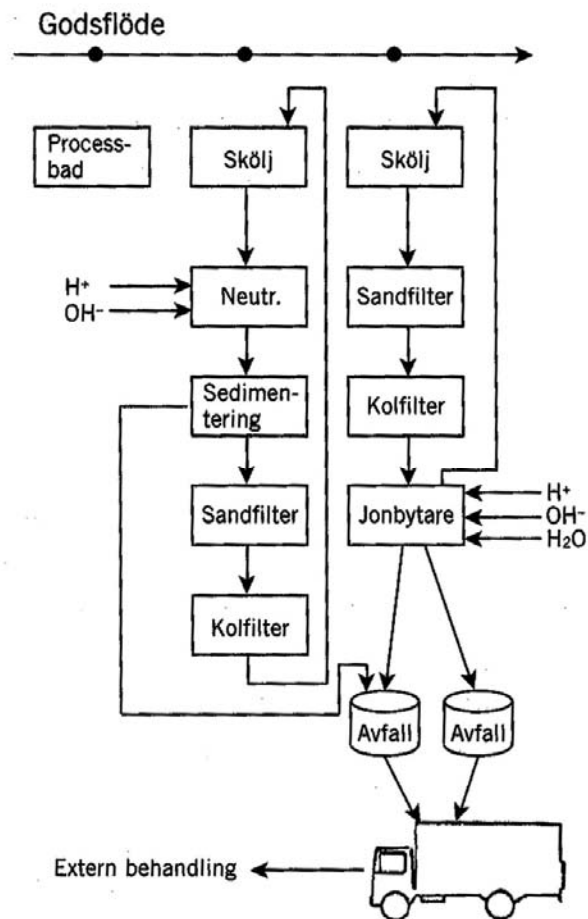 Godsflöde
Process-
bad
Skölj
Skölj
H+
OH-
Neutr.
Sandfilter
Sedimen-
tering
Kolfilter
Sandfilter
Jonbytare
H+
OH-
H2O
Kolfilter
Avfall
Avfall
Extern behandling